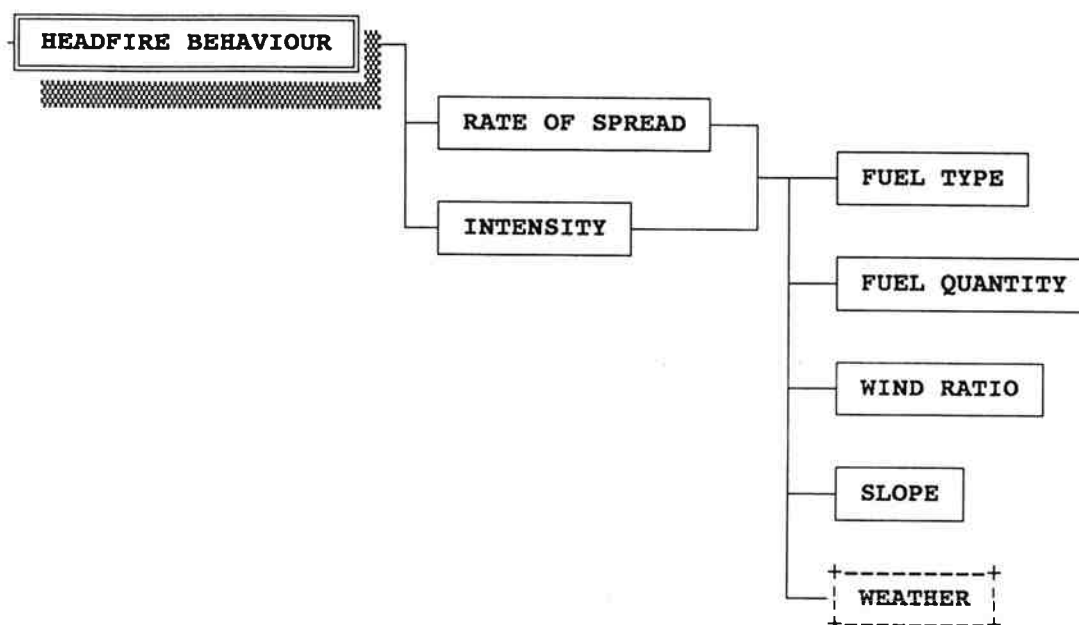 HEADFIRE BEHAVIOUR
RATE OF SPREAD
INTENSITY
FUEL TYPE
FUEL QUANTITY
WIND RATIO
SLOPE
WEATHER